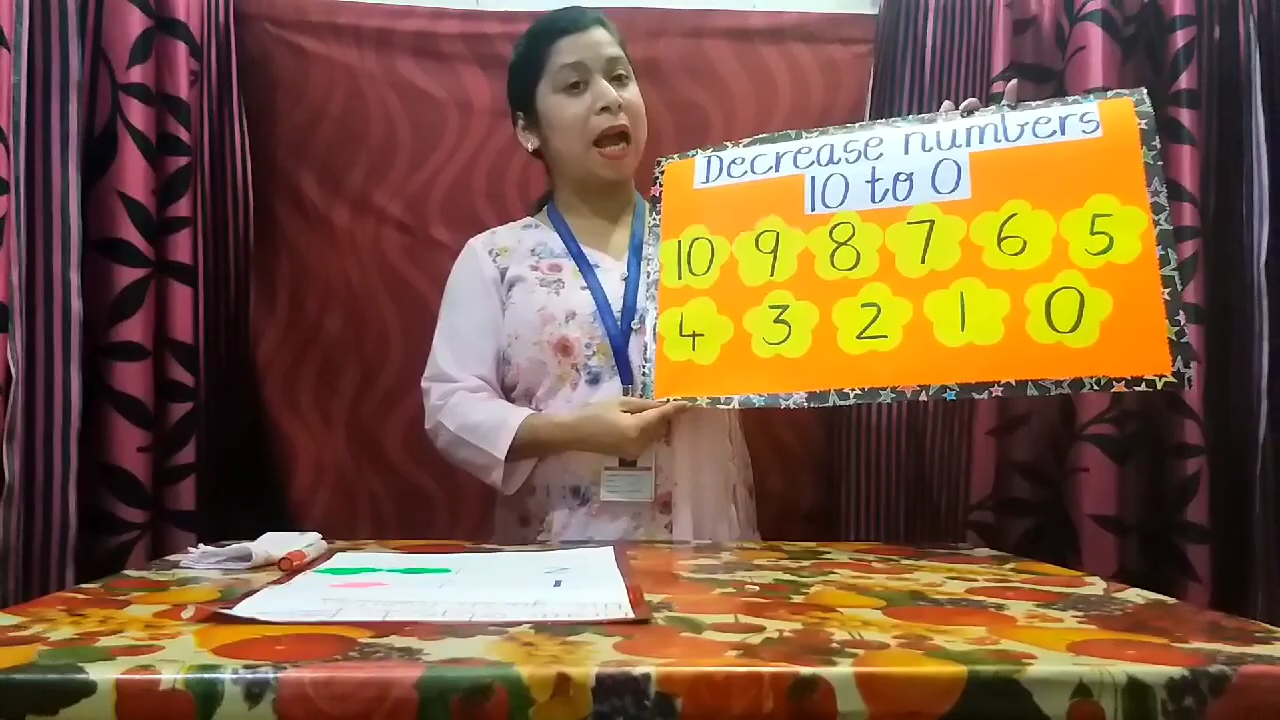 Decrease numbers
10 to 0
10 9 8 7 6 5
4 3 2 1 0